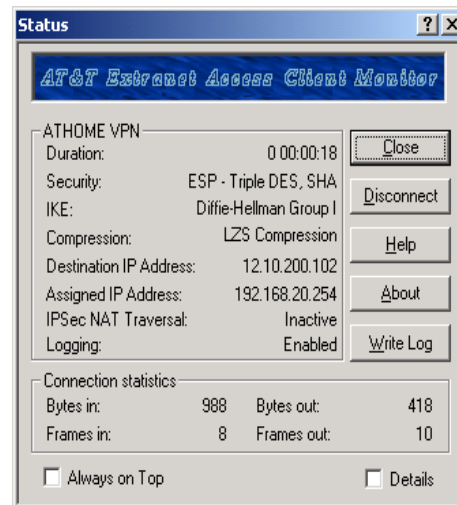 Status
AT&T Extranet Access Client Monitor
ATHOME VPN
Duration: 0 00:00:18
Security: ESP - Triple DES, SHA
IKE: Diffie-Hellman Group I
Compression: LZS Compression
Destination IP Address: 12.10.200.102
Assigned IP Address: 192.168.20.254
IPSec NAT Traversal: Inactive
Logging: Enabled
Close
Disconnect
Help
About
Write Log
Connection statistics
Bytes in: 988 Bytes out: 418
Frames in: 8 Frames out: 10
Always on Top
Details